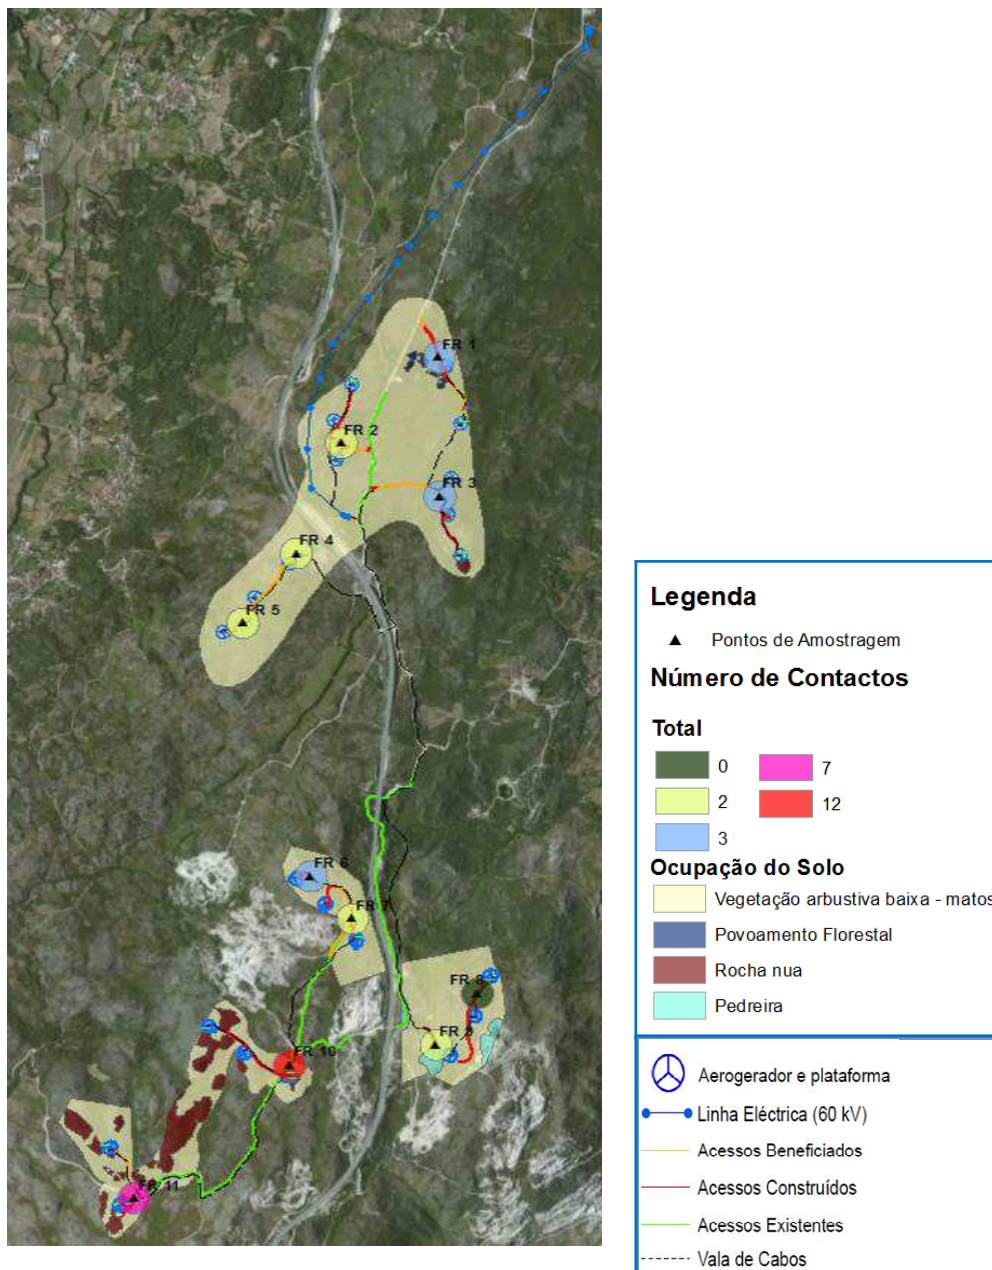 FR 1
FR 2
FR 3
FR 4
FR 5
FR 6
FR 7
FR 8
FR 9
FR 10
FR 11
Legenda
Pontos de Amostragem
Número de Contactos
Total
0
7
2
12
3
Ocupação do Solo
Vegetação arbustiva baixa - matos
Povoamento Florestal
Rocha nua
Pedreira
Aerogerador e plataforma
Linha Eléctrica (60 kV)
Acessos Beneficiados
Acessos Construídos
Acessos Existentes
Vala de Cabos